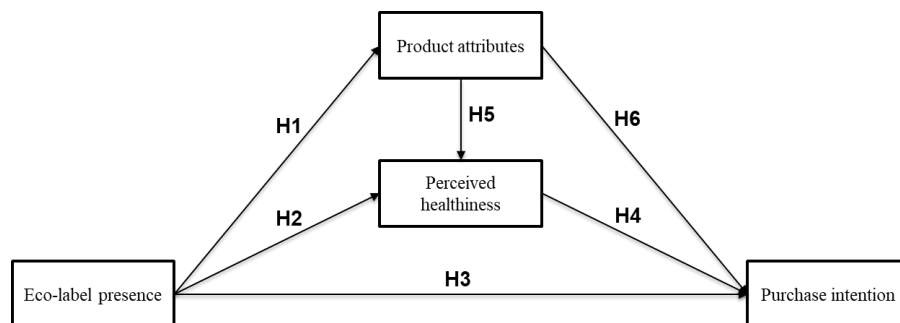 Product attributes
H1
H5
H6
Perceived
healthiness
H2
H4
Eco-label presence
H3
Purchase intention